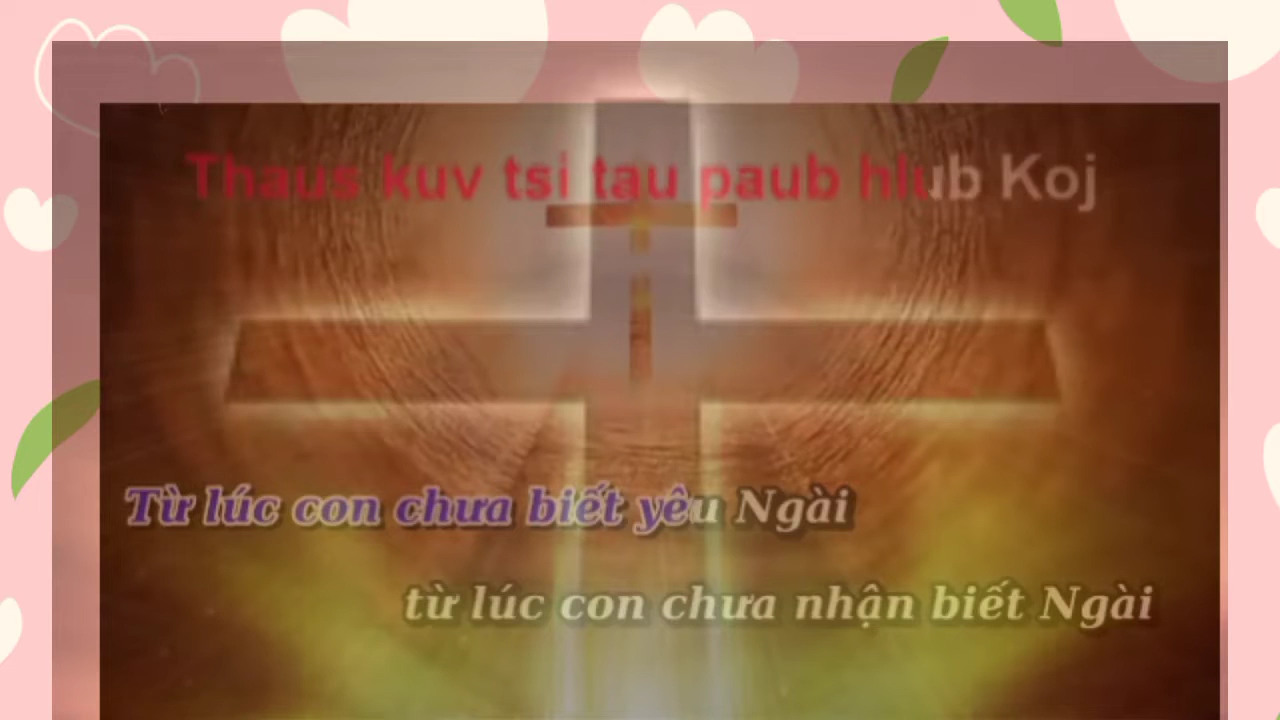 Thaus kuv tsi tau paub hlub Koj
Từ lúc con chưa biết yêu Ngài
từ lúc con chưa nhận biết Ngài